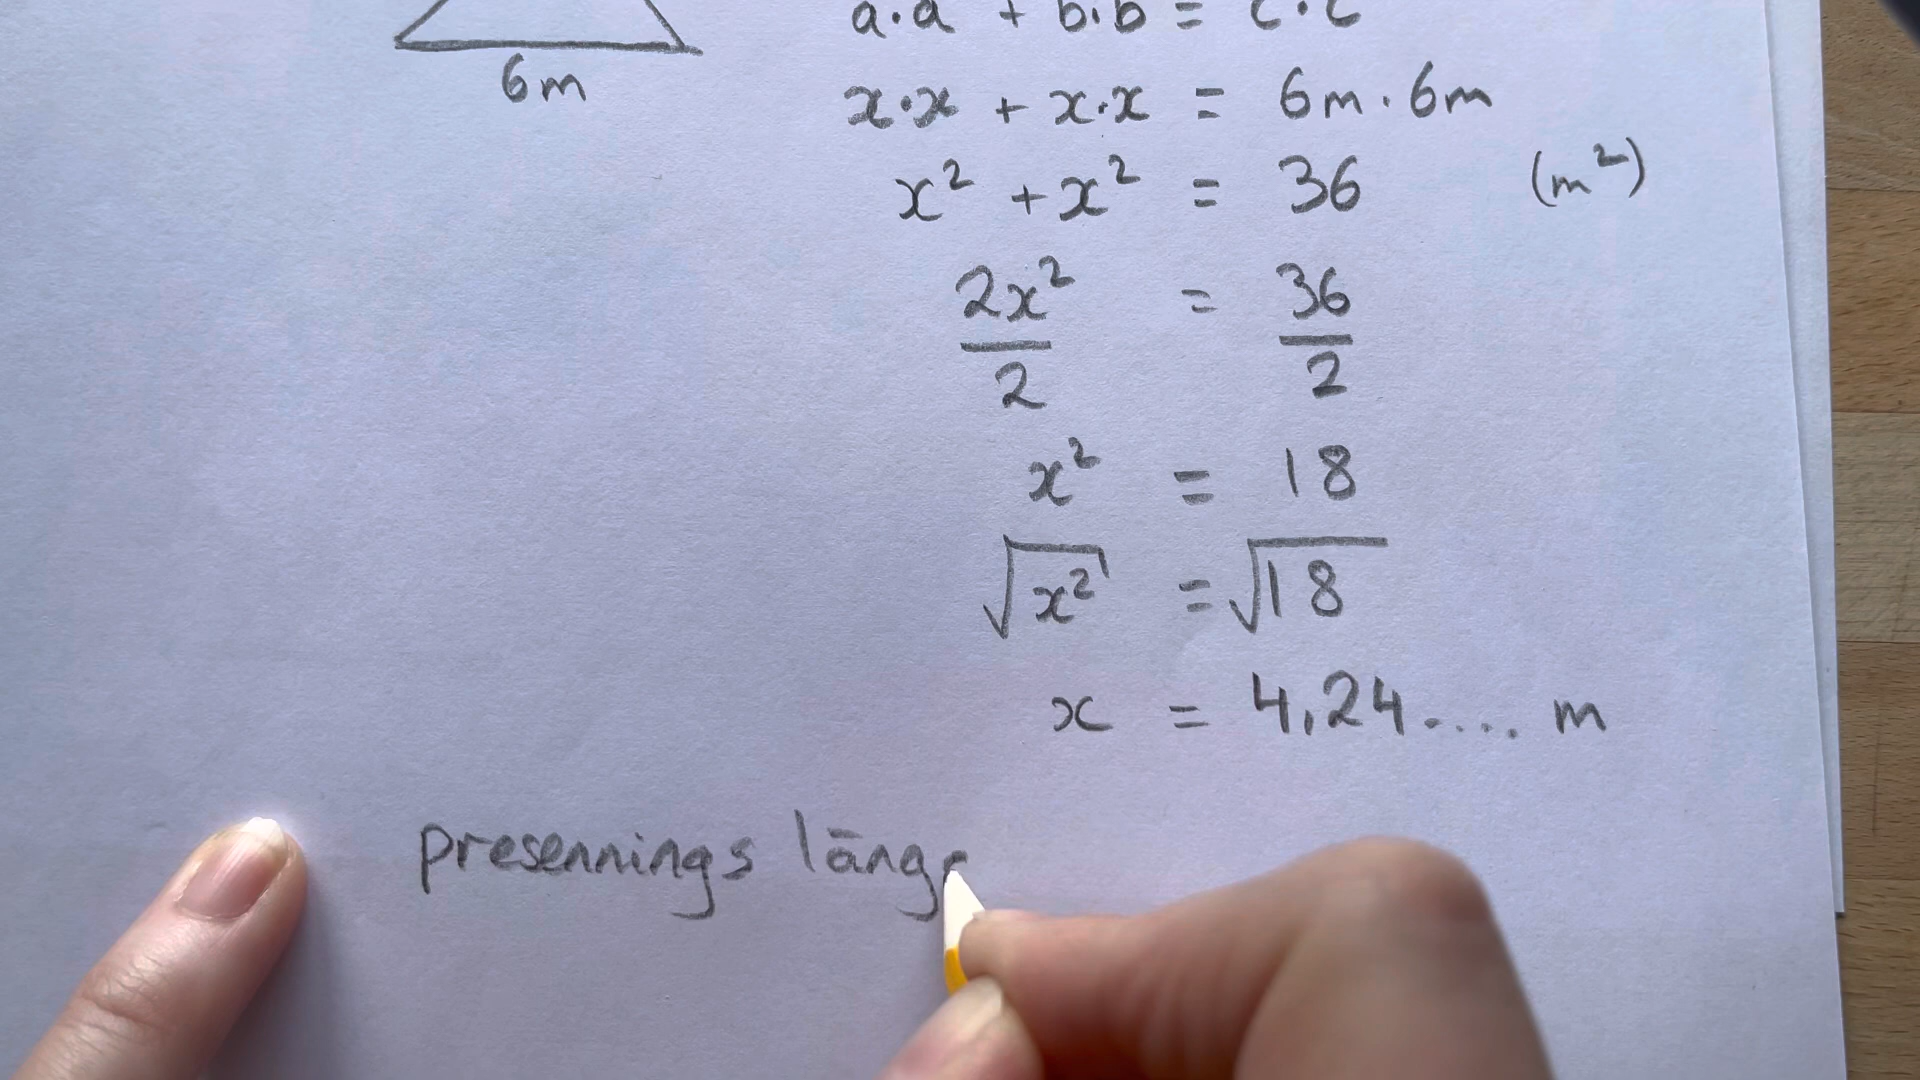 a·a + b·b = c·c
6m
x·x + x·x = 6m·6m
x² + x² = 36 (m²)
2x²/2 = 36/2
x² = 18
√x² = √18
x = 4,24.... m
presennings läng